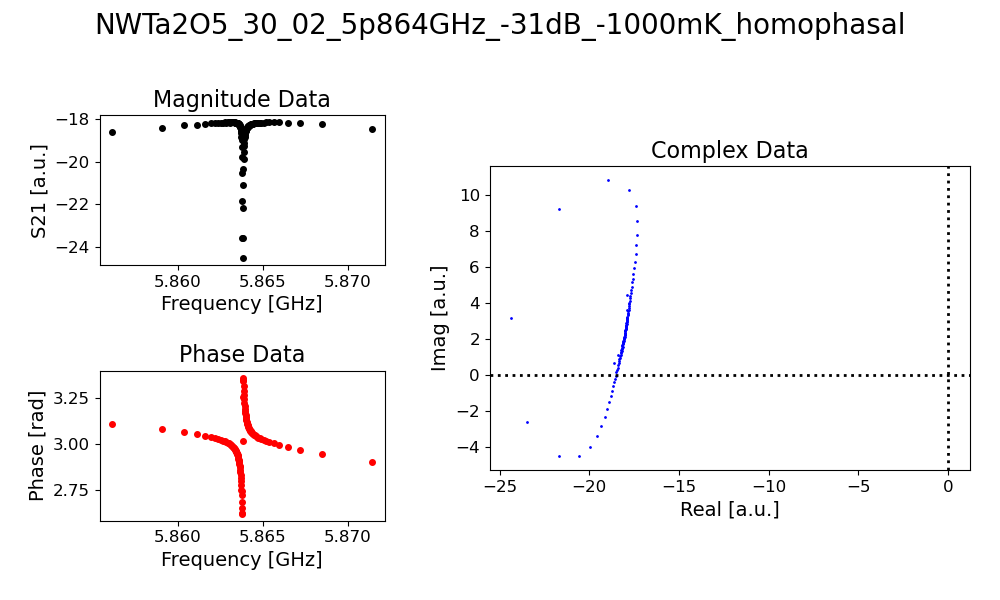 NWTa2O5_30_02_5p864GHz_-31dB_-1000mK_homophasal
Magnitude Data
S21 [a.u.]
−18
−20
−22
−24
5.860
5.865
5.870
Frequency [GHz]
Phase Data
Phase [rad]
3.25
3.00
2.75
5.860
5.865
5.870
Frequency [GHz]
Complex Data
Imag [a.u.]
10
8
6
4
2
0
−2
−4
−25
−20
−15
−10
−5
0
Real [a.u.]